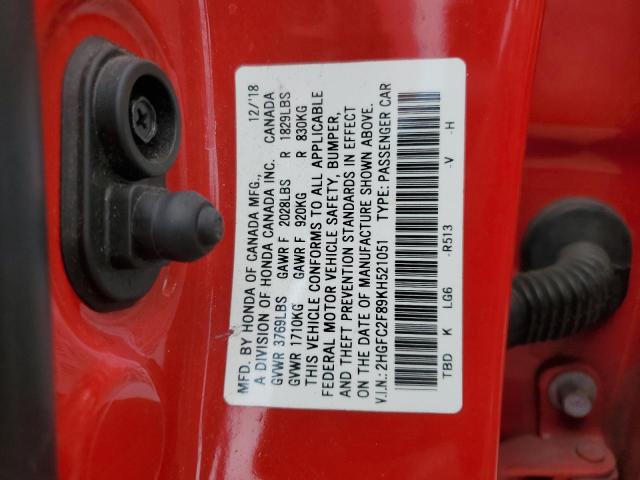 MFD. BY HONDA OF CANADA MFG., 12/'18
A DIVISION OF HONDA CANADA INC. CANADA
GVWR 3769LBS GAWR F 2028LBS R 1829LBS
GVWR 1710KG GAWR F 920KG R 830KG
THIS VEHICLE CONFORMS TO ALL APPLICABLE
FEDERAL MOTOR VEHICLE SAFETY, BUMPER,
AND THEFT PREVENTION STANDARDS IN EFFECT
ON THE DATE OF MANUFACTURE SHOWN ABOVE.
V.I.N.: 2HGFC2F89KH521051 TYPE: PASSENGER CAR
TBD K LG6 -R513 -V -H